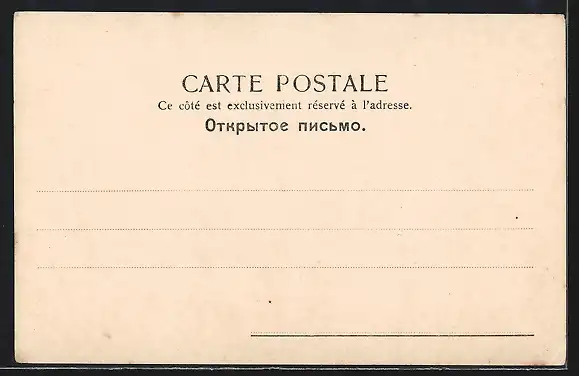 CARTE POSTALE
Ce côté est exclusivement réservé à l'adresse.
Открытое письмо.